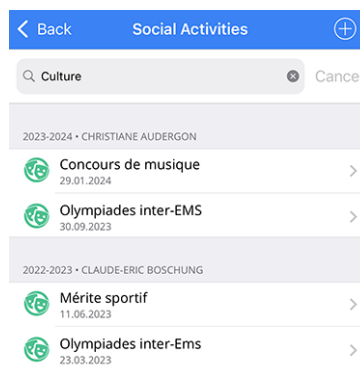 Back Social Activities
Culture Cance
2023-2024 • CHRISTIANE AUDERGON
Concours de musique
29.01.2024
Olympiades inter-EMS
30.09.2023
2022-2023 • CLAUDE-ERIC BOSCHUNG
Mérite sportif
11.06.2023
Olympiades inter-Ems
23.03.2023